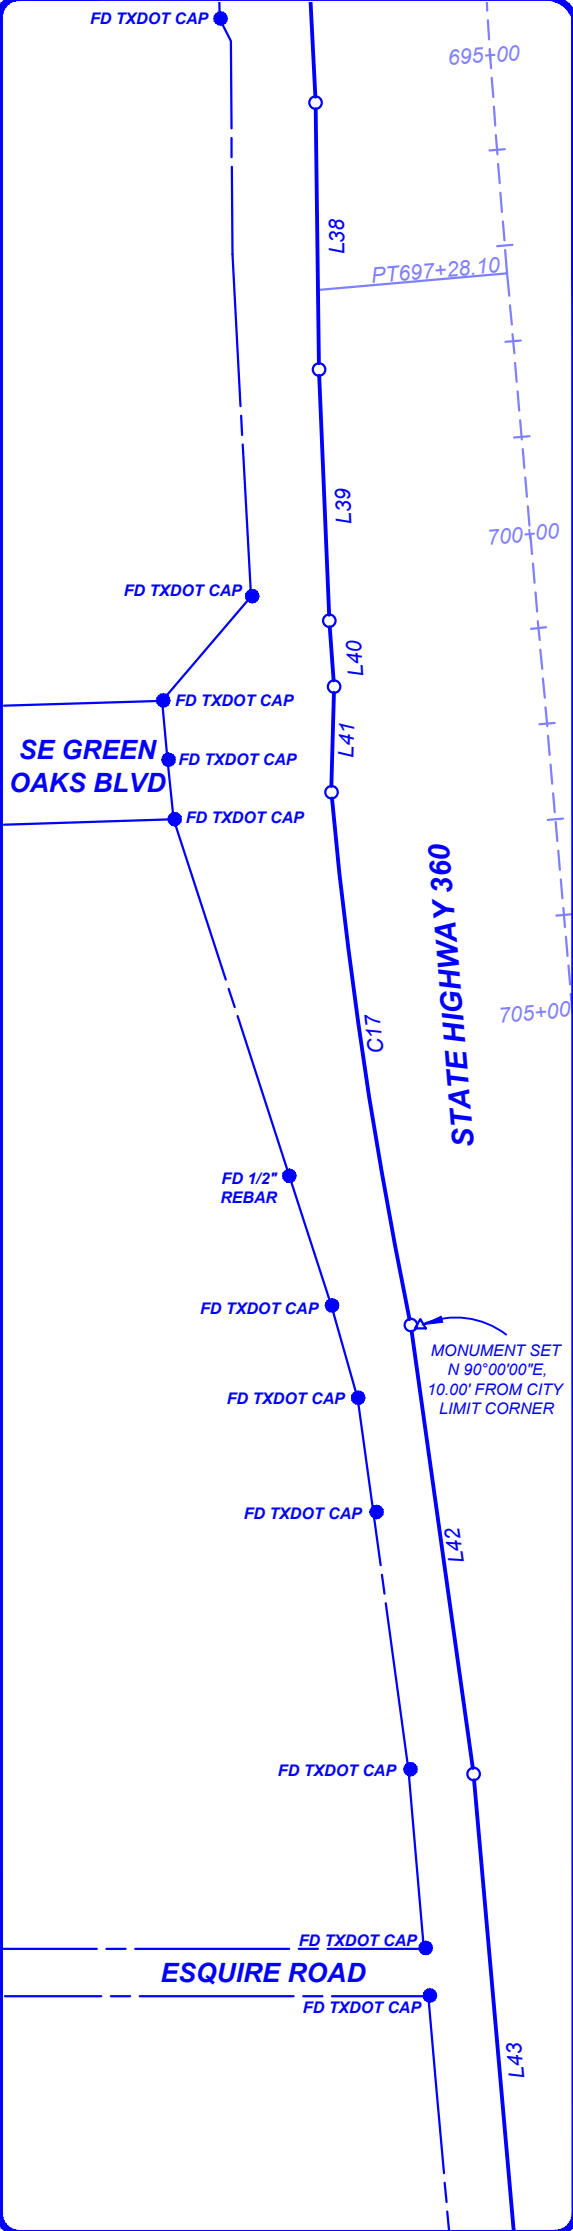 FD TXDOT CAP
695+00
L38
PT697+28.10
L39
700+00
FD TXDOT CAP
L40
FD TXDOT CAP
L41
SE GREEN
OAKS BLVD
FD TXDOT CAP
FD TXDOT CAP
STATE HIGHWAY 360
705+00
C17
FD 1/2"
REBAR
FD TXDOT CAP
MONUMENT SET
N 90°00'00"E,
10.00' FROM CITY
LIMIT CORNER
FD TXDOT CAP
FD TXDOT CAP
L42
FD TXDOT CAP
FD TXDOT CAP
ESQUIRE ROAD
FD TXDOT CAP
L43